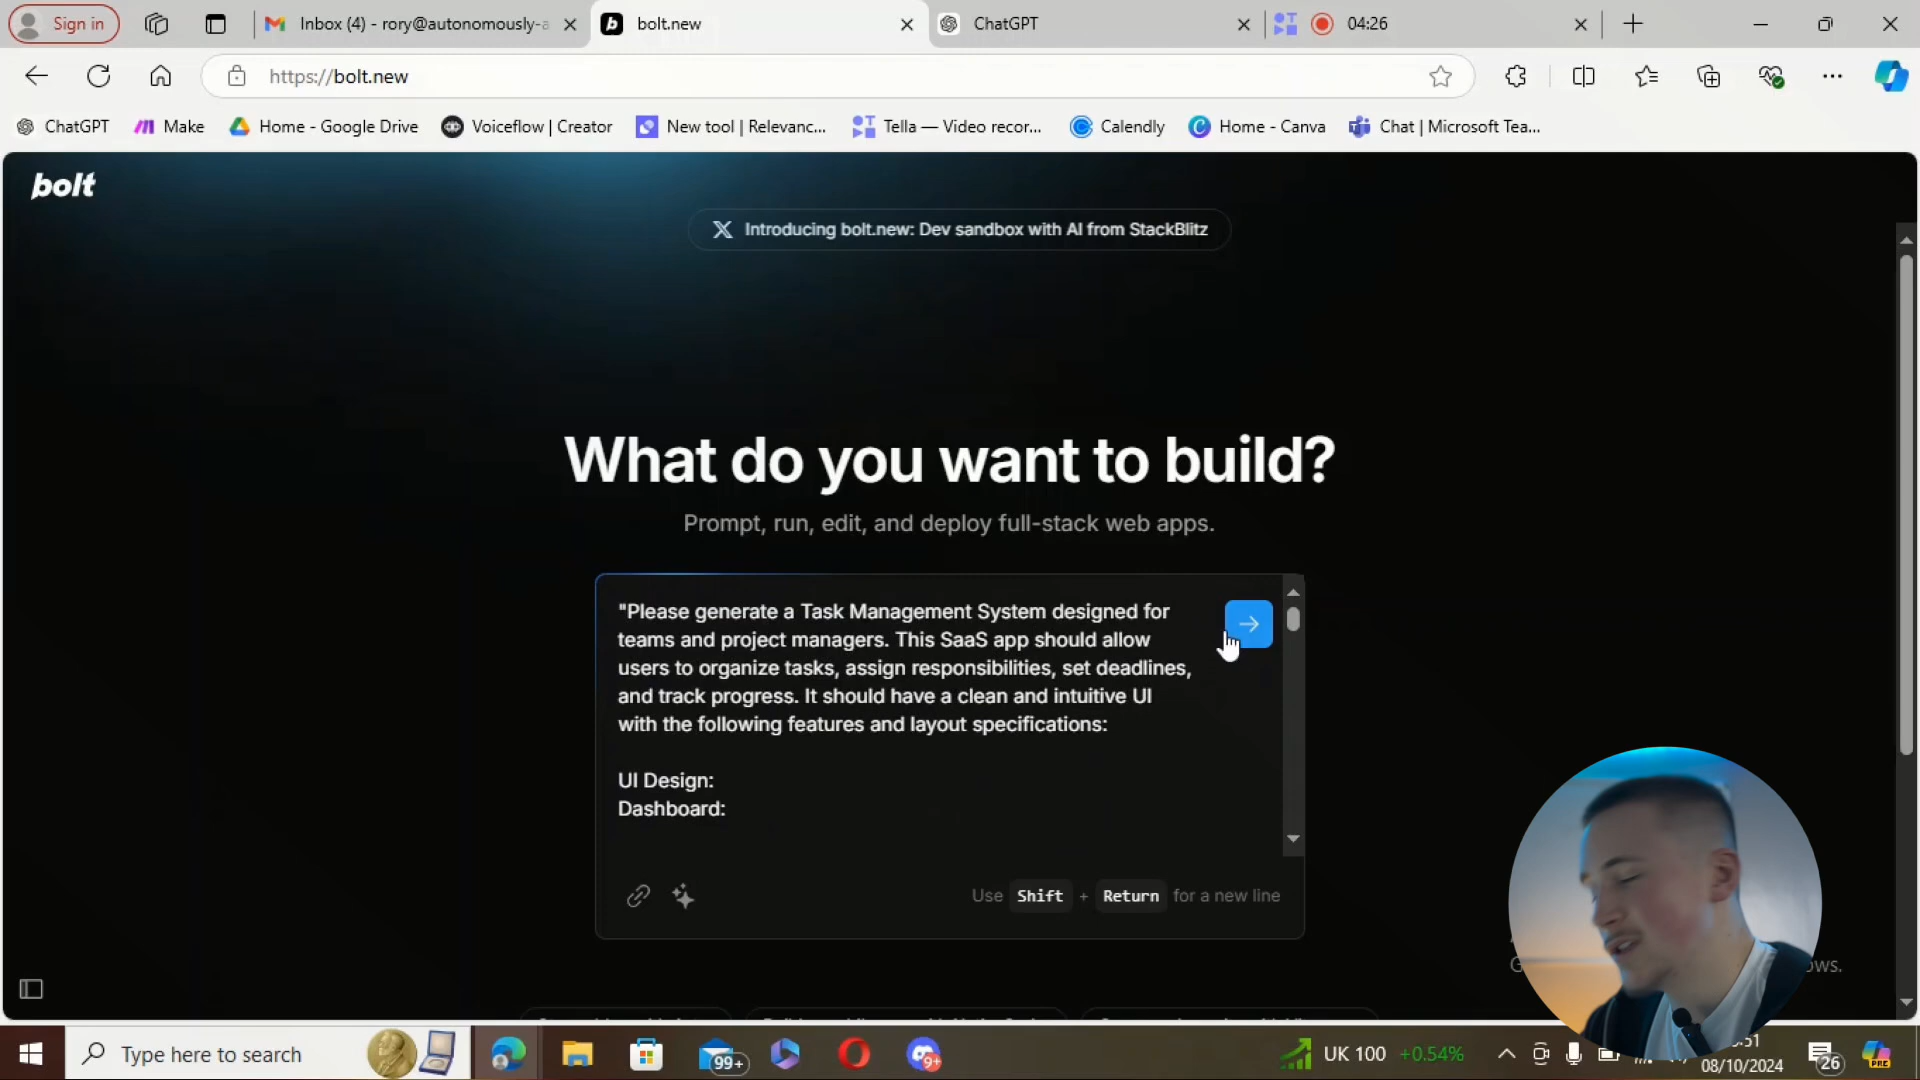 Sign in
Inbox (4) - rory@autonomously-a
bolt.new
ChatGPT
04:26
https://bolt.new
ChatGPT
Make
Home - Google Drive
Voiceflow | Creator
New tool | Relevanc...
Tella — Video recor...
Calendly
Home - Canva
Chat | Microsoft Tea...
bolt
Introducing bolt.new: Dev sandbox with AI from StackBlitz
What do you want to build?
Prompt, run, edit, and deploy full-stack web apps.
"Please generate a Task Management System designed for
teams and project managers. This SaaS app should allow
users to organize tasks, assign responsibilities, set deadlines,
and track progress. It should have a clean and intuitive UI
with the following features and layout specifications:
UI Design:
Dashboard:
Use Shift + Return for a new line
Type here to search
99+
9+
UK 100 +0.54%
08/10/2024
26
PRE